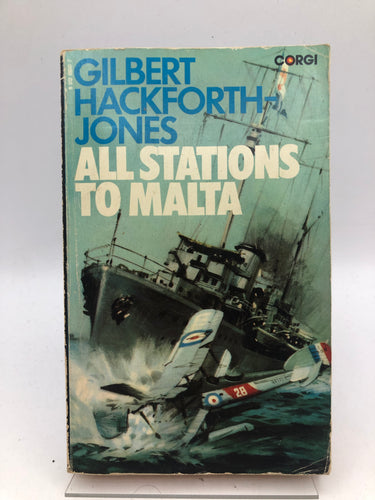 CORGI
GILBERT
HACKFORTH-
JONES
ALL STATIONS
TO MALTA
28